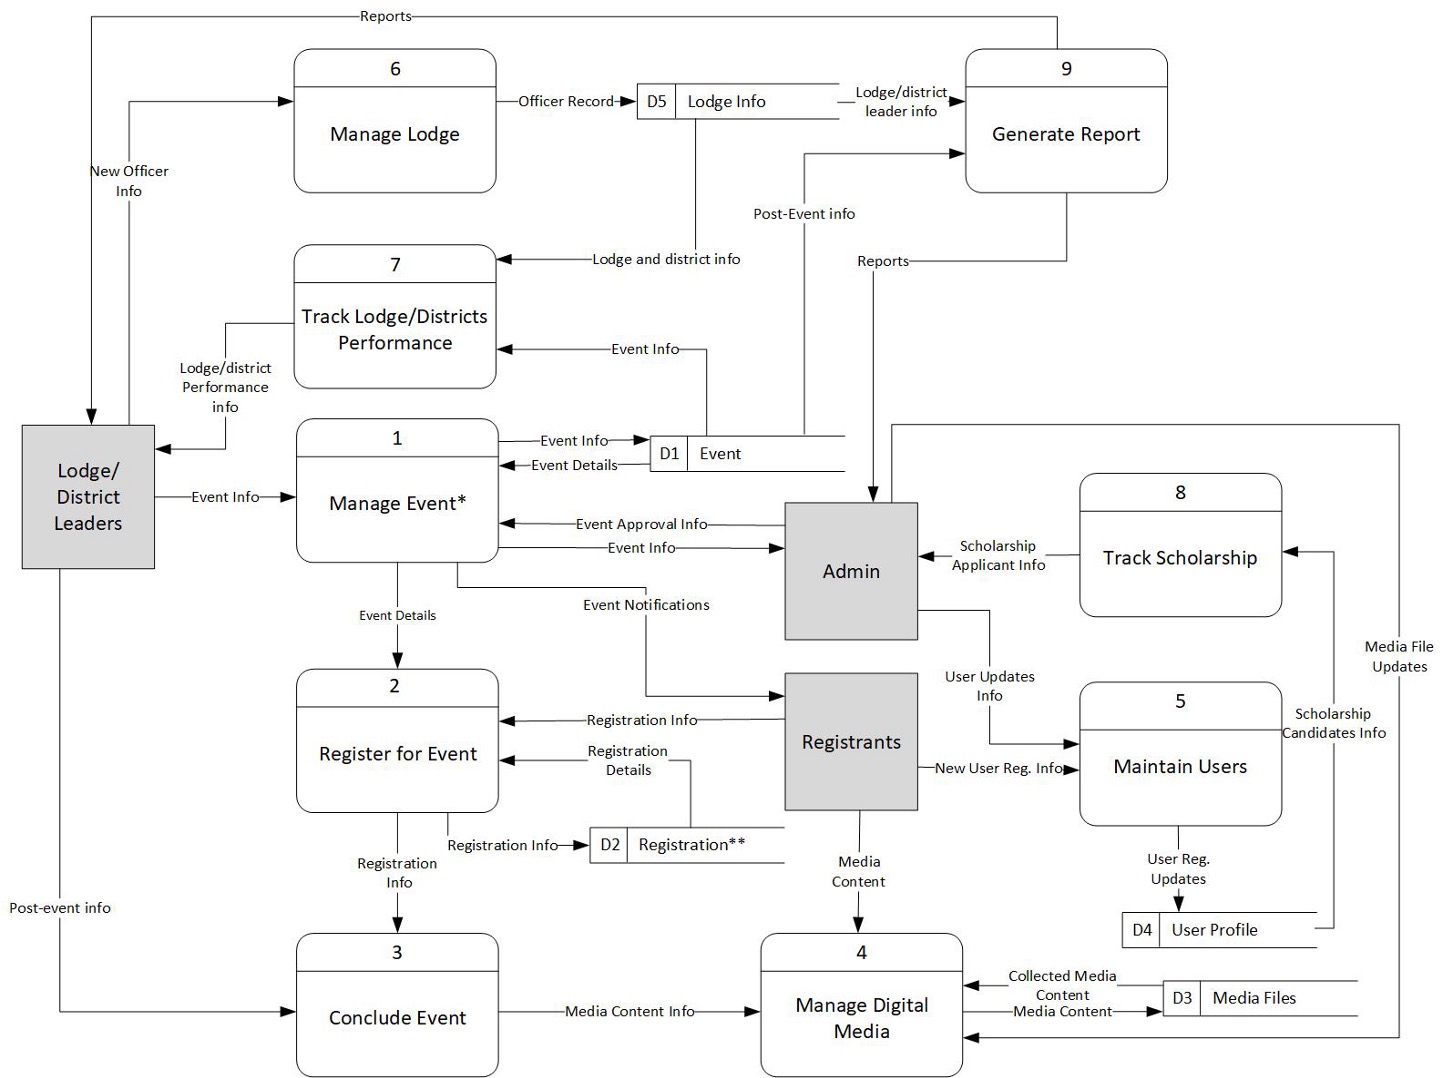 Reports
6
Manage Lodge
Officer Record
D5
Lodge Info
Lodge/district
leader info
9
Generate Report
New Officer
Info
Post-Event info
Lodge and district info
Reports
7
Track Lodge/Districts
Performance
Event Info
Lodge/district
Performance
info
1
Manage Event*
Event Info
Event Details
D1
Event
Lodge/
District
Leaders
Event Info
Event Approval Info
Event Info
Admin
Scholarship
Applicant Info
8
Track Scholarship
Event Details
Event Notifications
Media File
Updates
User Updates
Info
2
Register for Event
Registration Info
Registration
Details
Registrants
New User Reg. Info
5
Maintain Users
Scholarship
Candidates Info
Registration Info
D2
Registration**
Registration
Info
Media
Content
User Reg.
Updates
Post-event info
D4
User Profile
3
Conclude Event
Media Content Info
4
Manage Digital
Media
Collected Media
Content
Media Content
D3
Media Files